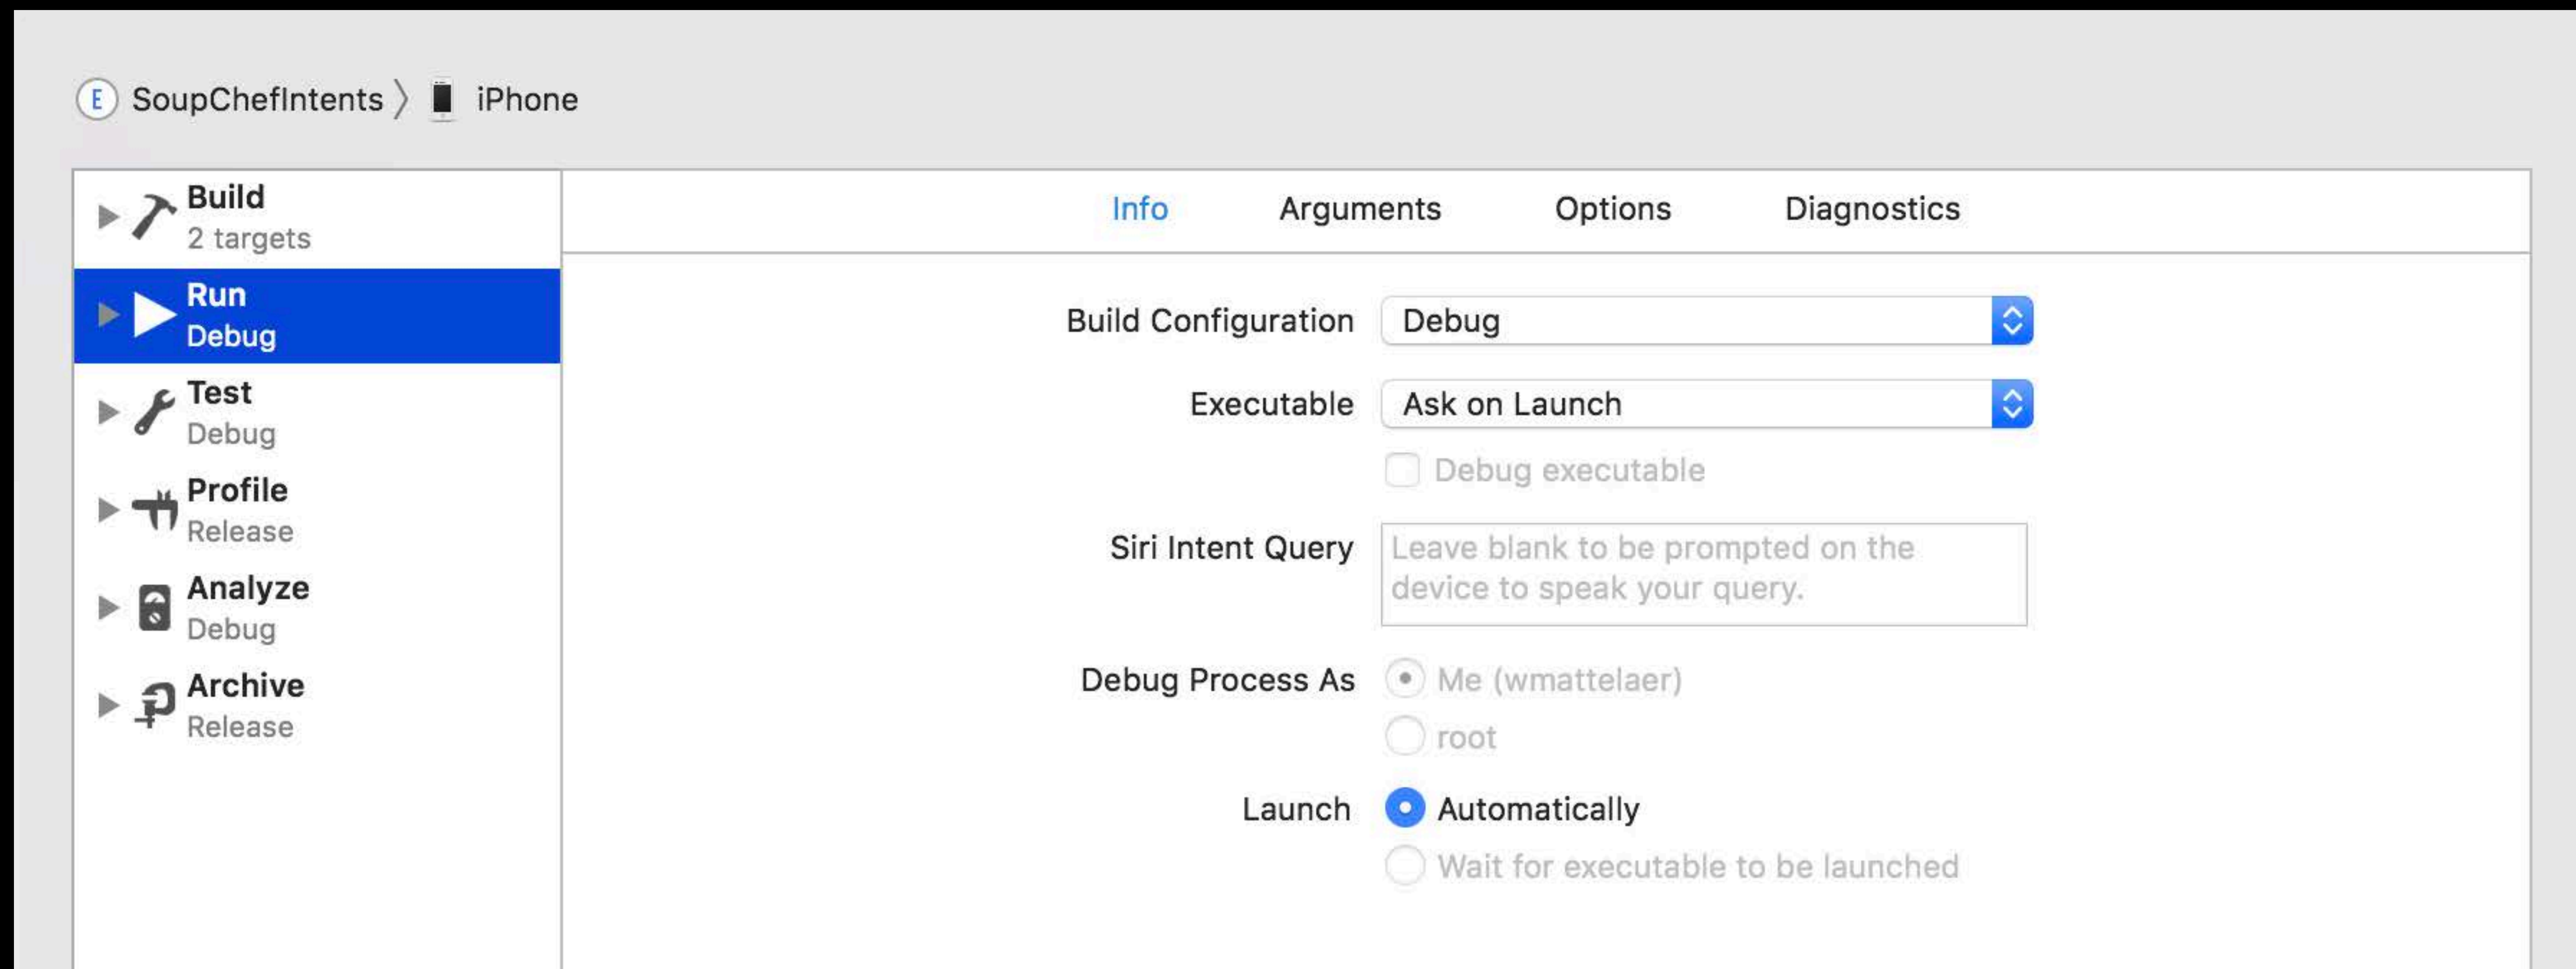 E SoupChefIntents 〉 iPhone
Build
2 targets
Run
Debug
Test
Debug
Profile
Release
Analyze
Debug
Archive
Release
Info Arguments Options Diagnostics
Build Configuration Debug
Executable Ask on Launch
Debug executable
Siri Intent Query Leave blank to be prompted on the
device to speak your query.
Debug Process As Me (wmattelaer)
root
Launch Automatically
Wait for executable to be launched